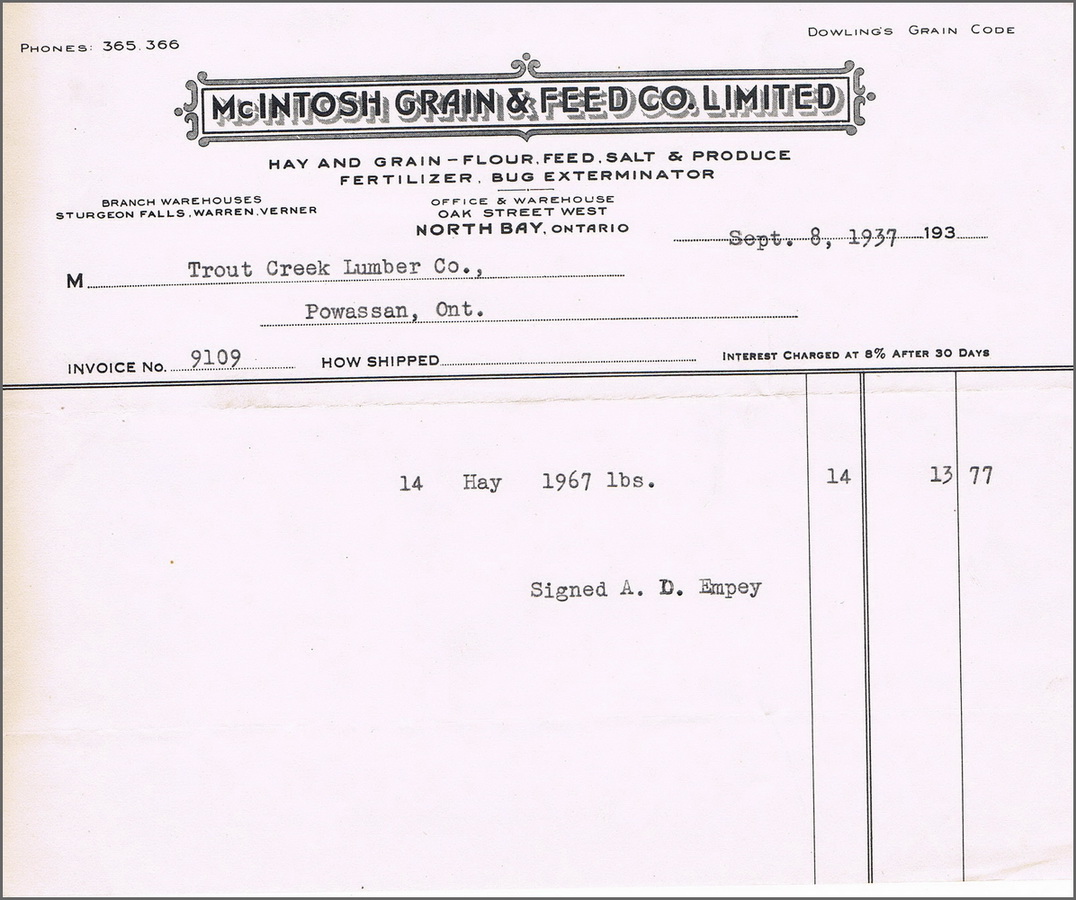 PHONES: 365.366
DOWLING'S GRAIN CODE
McINTOSH GRAIN & FEED CO. LIMITED
HAY AND GRAIN - FLOUR, FEED, SALT & PRODUCE
FERTILIZER, BUG EXTERMINATOR
BRANCH WAREHOUSES
STURGEON FALLS, WARREN, VERNER
OFFICE & WAREHOUSE
OAK STREET WEST
NORTH BAY, ONTARIO
Sept. 8, 1937 193
M Trout Creek Lumber Co.,
Powassan, Ont.
INVOICE No. 9109 HOW SHIPPED INTEREST CHARGED AT 8% AFTER 30 DAYS
14 Hay 1967 lbs. 14 13 77
Signed A. D. Empey